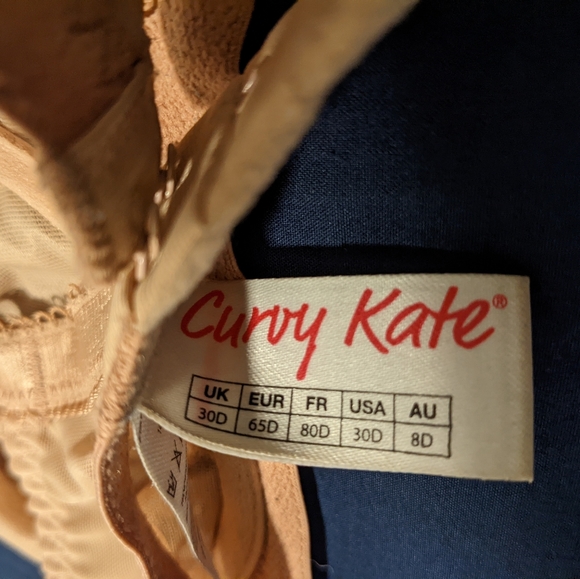 Curvy Kate®
UK EUR FR USA AU
30D 65D 80D 30D 8D